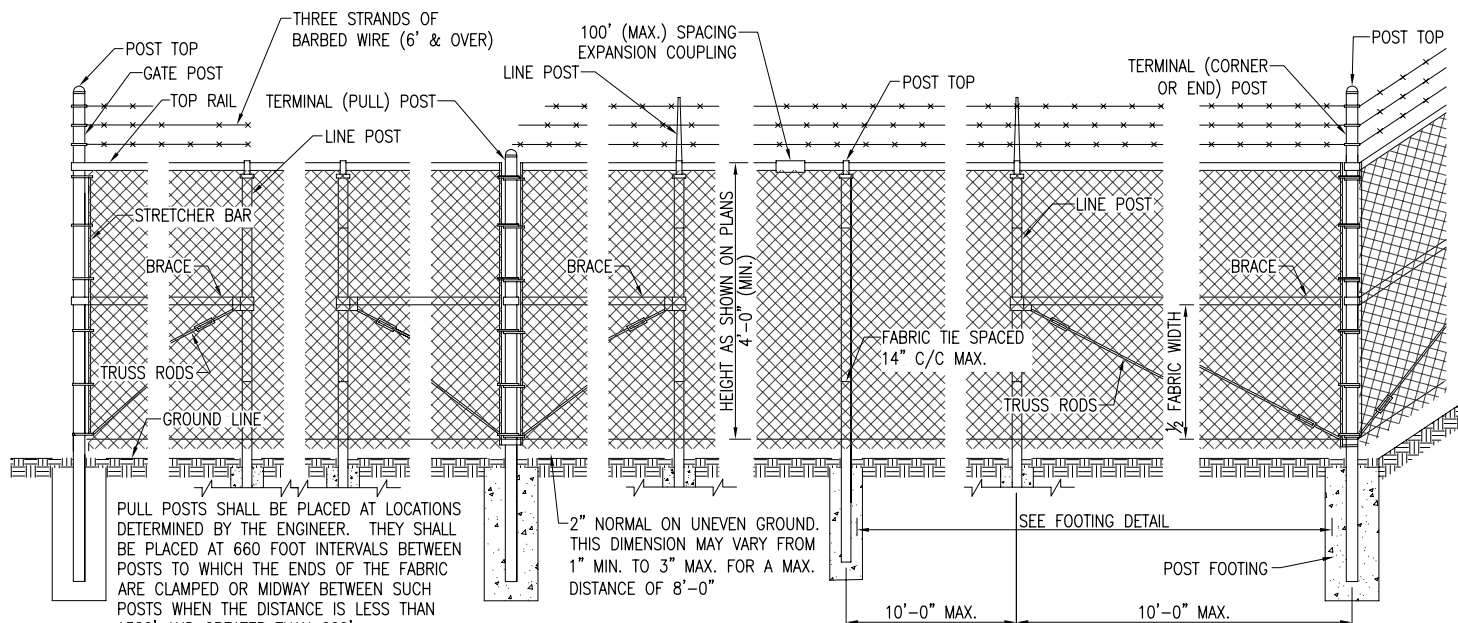 THREE STRANDS OF
BARBED WIRE (6' & OVER)
POST TOP
GATE POST
TOP RAIL
TERMINAL (PULL) POST
LINE POST
LINE POST
100' (MAX.) SPACING
EXPANSION COUPLING
POST TOP
TERMINAL (CORNER
OR END) POST
POST TOP
STRETCHER BAR
BRACE
TRUSS RODS
GROUND LINE
BRACE
HEIGHT AS SHOWN ON PLANS
4'-0" (MIN.)
FABRIC TIE SPACED
14" C/C MAX.
LINE POST
BRACE
TRUSS RODS
½ FABRIC WIDTH
PULL POSTS SHALL BE PLACED AT LOCATIONS
DETERMINED BY THE ENGINEER. THEY SHALL
BE PLACED AT 660 FOOT INTERVALS BETWEEN
POSTS TO WHICH THE ENDS OF THE FABRIC
ARE CLAMPED OR MIDWAY BETWEEN SUCH
POSTS WHEN THE DISTANCE IS LESS THAN
AND GREATER THAN
2" NORMAL ON UNEVEN GROUND.
THIS DIMENSION MAY VARY FROM
1" MIN. TO 3" MAX. FOR A MAX.
DISTANCE OF 8'-0"
SEE FOOTING DETAIL
POST FOOTING
10'-0" MAX.
10'-0" MAX.